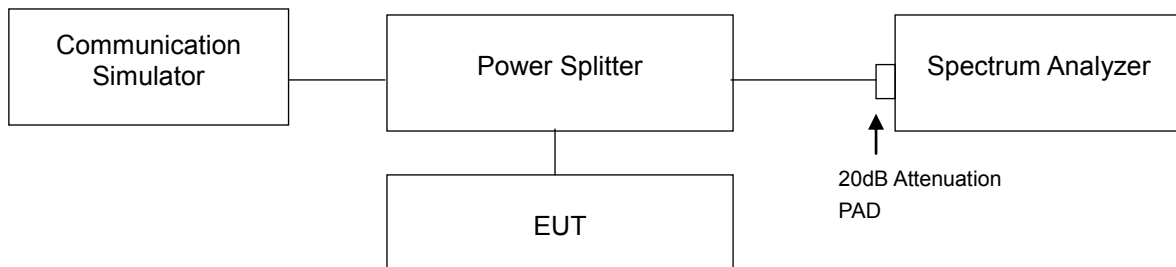 Communication
Simulator
Power Splitter
Spectrum Analyzer
20dB Attenuation
PAD
EUT